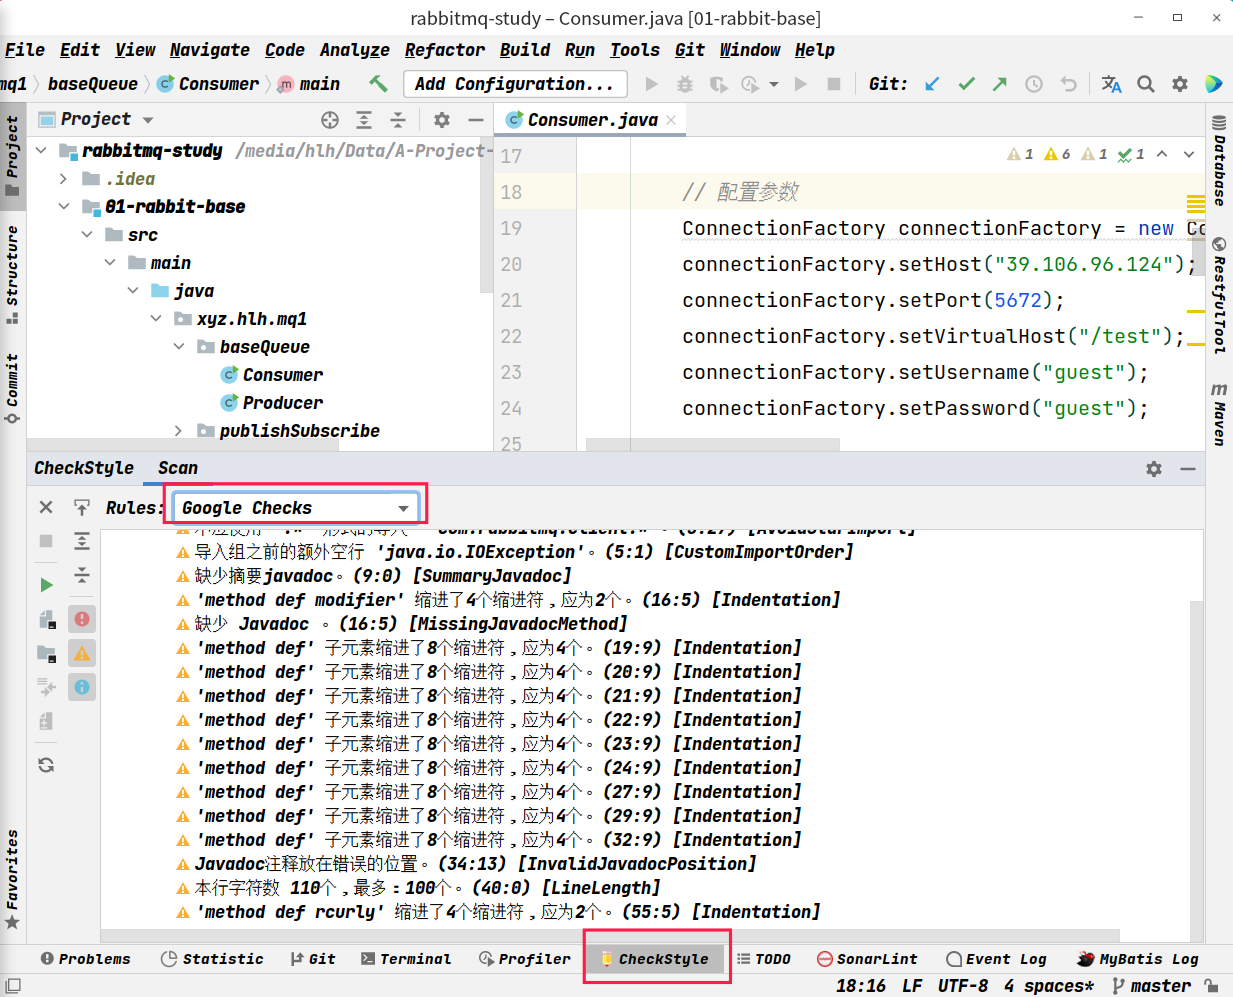 rabbitmq-study – Consumer.java [01-rabbit-base]
File Edit View Navigate Code Analyze Refactor Build Run Tools Git Window Help
mq1 baseQueue Consumer main Add Configuration... Git:
Project
Project
Structure
Commit
Favorites
rabbitmq-study /media/hlh/Data/A-Project-
.idea
01-rabbit-base
src
main
java
xyz.hlh.mq1
baseQueue
Consumer
Producer
publishSubscribe
Consumer.java
1 6 1 1
17
18 // 配置参数
19 ConnectionFactory connectionFactory = new Co
20 connectionFactory.setHost("39.106.96.124");
21 connectionFactory.setPort(5672);
22 connectionFactory.setVirtualHost("/test");
23 connectionFactory.setUsername("guest");
24 connectionFactory.setPassword("guest");
25
Database
RestfulTool
Maven
CheckStyle Scan
Rules: Google Checks
导入组之前的额外空行 'java.io.IOException'。 (5:1) [CustomImportOrder]
缺少摘要javadoc。 (9:0) [SummaryJavadoc]
'method def modifier' 缩进了4个缩进符，应为2个。 (16:5) [Indentation]
缺少 Javadoc 。 (16:5) [MissingJavadocMethod]
'method def' 子元素缩进了8个缩进符，应为4个。 (19:9) [Indentation]
'method def' 子元素缩进了8个缩进符，应为4个。 (20:9) [Indentation]
'method def' 子元素缩进了8个缩进符，应为4个。 (21:9) [Indentation]
'method def' 子元素缩进了8个缩进符，应为4个。 (22:9) [Indentation]
'method def' 子元素缩进了8个缩进符，应为4个。 (23:9) [Indentation]
'method def' 子元素缩进了8个缩进符，应为4个。 (24:9) [Indentation]
'method def' 子元素缩进了8个缩进符，应为4个。 (27:9) [Indentation]
'method def' 子元素缩进了8个缩进符，应为4个。 (29:9) [Indentation]
'method def' 子元素缩进了8个缩进符，应为4个。 (32:9) [Indentation]
Javadoc注释放在错误的位置。 (34:13) [InvalidJavadocPosition]
本行字符数 110个，最多：100个。 (40:0) [LineLength]
'method def rcurly' 缩进了4个缩进符，应为2个。 (55:5) [Indentation]
Problems Statistic Git Terminal Profiler CheckStyle TODO SonarLint Event Log MyBatis Log
18:16 LF UTF-8 4 spaces* master